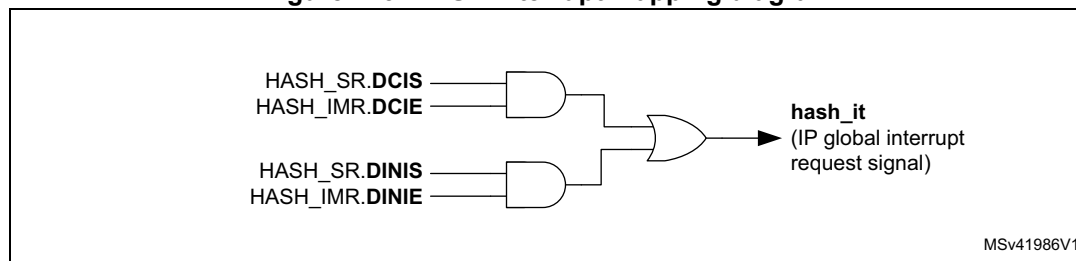 HASH_SR.DCIS
HASH_IMR.DCIE
HASH_SR.DINIS
HASH_IMR.DINIE
hash_it
(IP global interrupt
request signal)
MSv41986V1